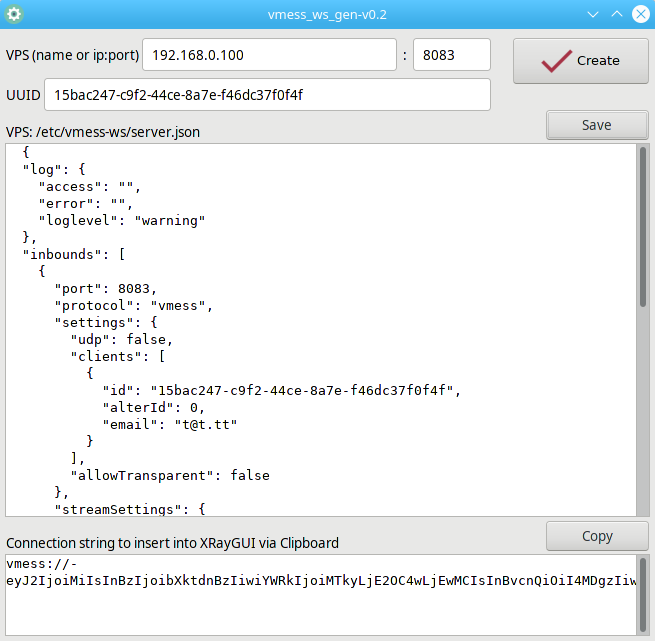 vmess_ws_gen-v0.2
VPS (name or ip:port) 192.168.0.100 : 8083
Create
UUID 15bac247-c9f2-44ce-8a7e-f46dc37f0f4f
Save
VPS: /etc/vmess-ws/server.json
{
"log": {
"access": "",
"error": "",
"loglevel": "warning"
},
"inbounds": [
{
"port": 8083,
"protocol": "vmess",
"settings": {
"udp": false,
"clients": [
{
"id": "15bac247-c9f2-44ce-8a7e-f46dc37f0f4f",
"alterId": 0,
"email": "t@t.tt"
}
],
"allowTransparent": false
},
"streamSettings": {
Copy
Connection string to insert into XRayGUI via Clipboard
vmess://-
eyJ2IjoiMiIsInBzIjoibXktdnBzIiwiYWRkIjoiMTkyLjE2OC4wLjEwMCIsInBvcnQiOiI4MDgzIiw